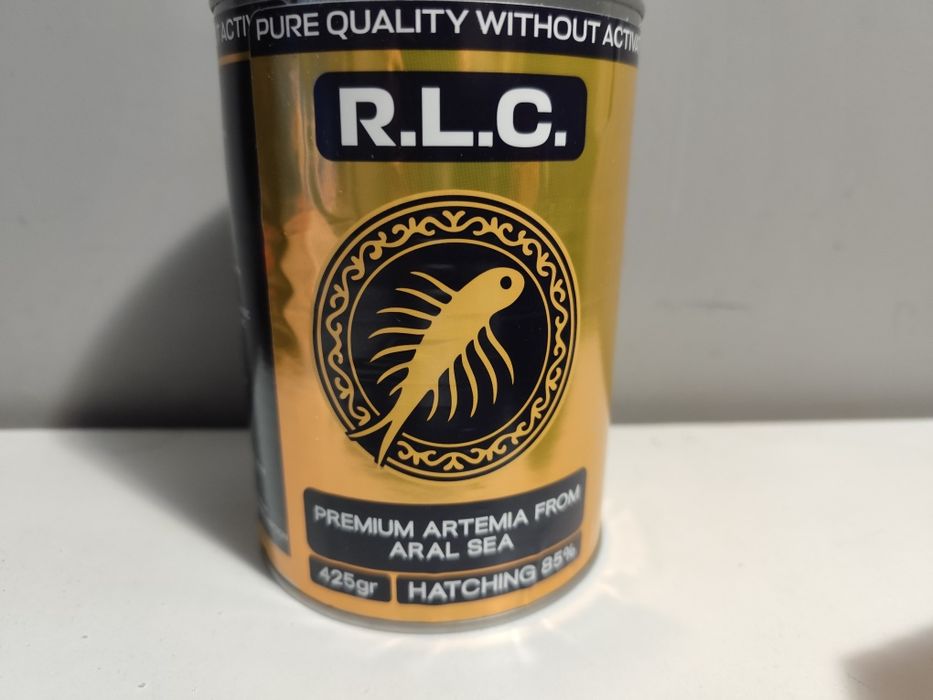 PURE QUALITY WITHOUT
R.L.C.
PREMIUM ARTEMIA FROM
ARAL SEA
425gr
HATCHING 85%